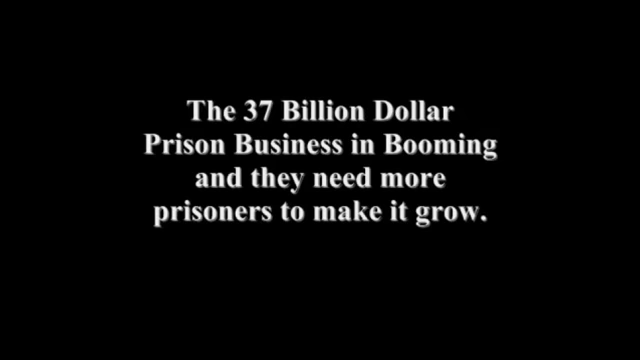 The 37 Billion Dollar
Prison Business in Booming
and they need more
prisoners to make it grow.